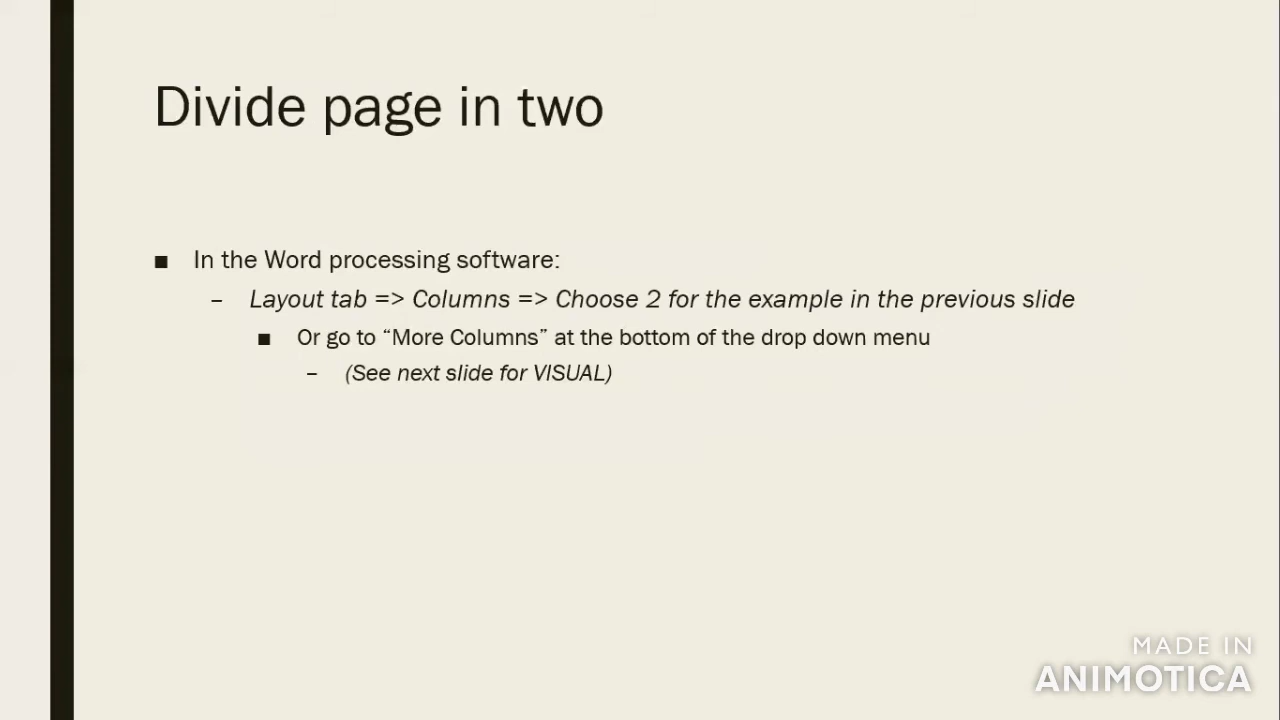 Divide page in two
■ In the Word processing software:
– Layout tab => Columns => Choose 2 for the example in the previous slide
■ Or go to “More Columns” at the bottom of the drop down menu
– (See next slide for VISUAL)
MADE IN
ANIMOTICA